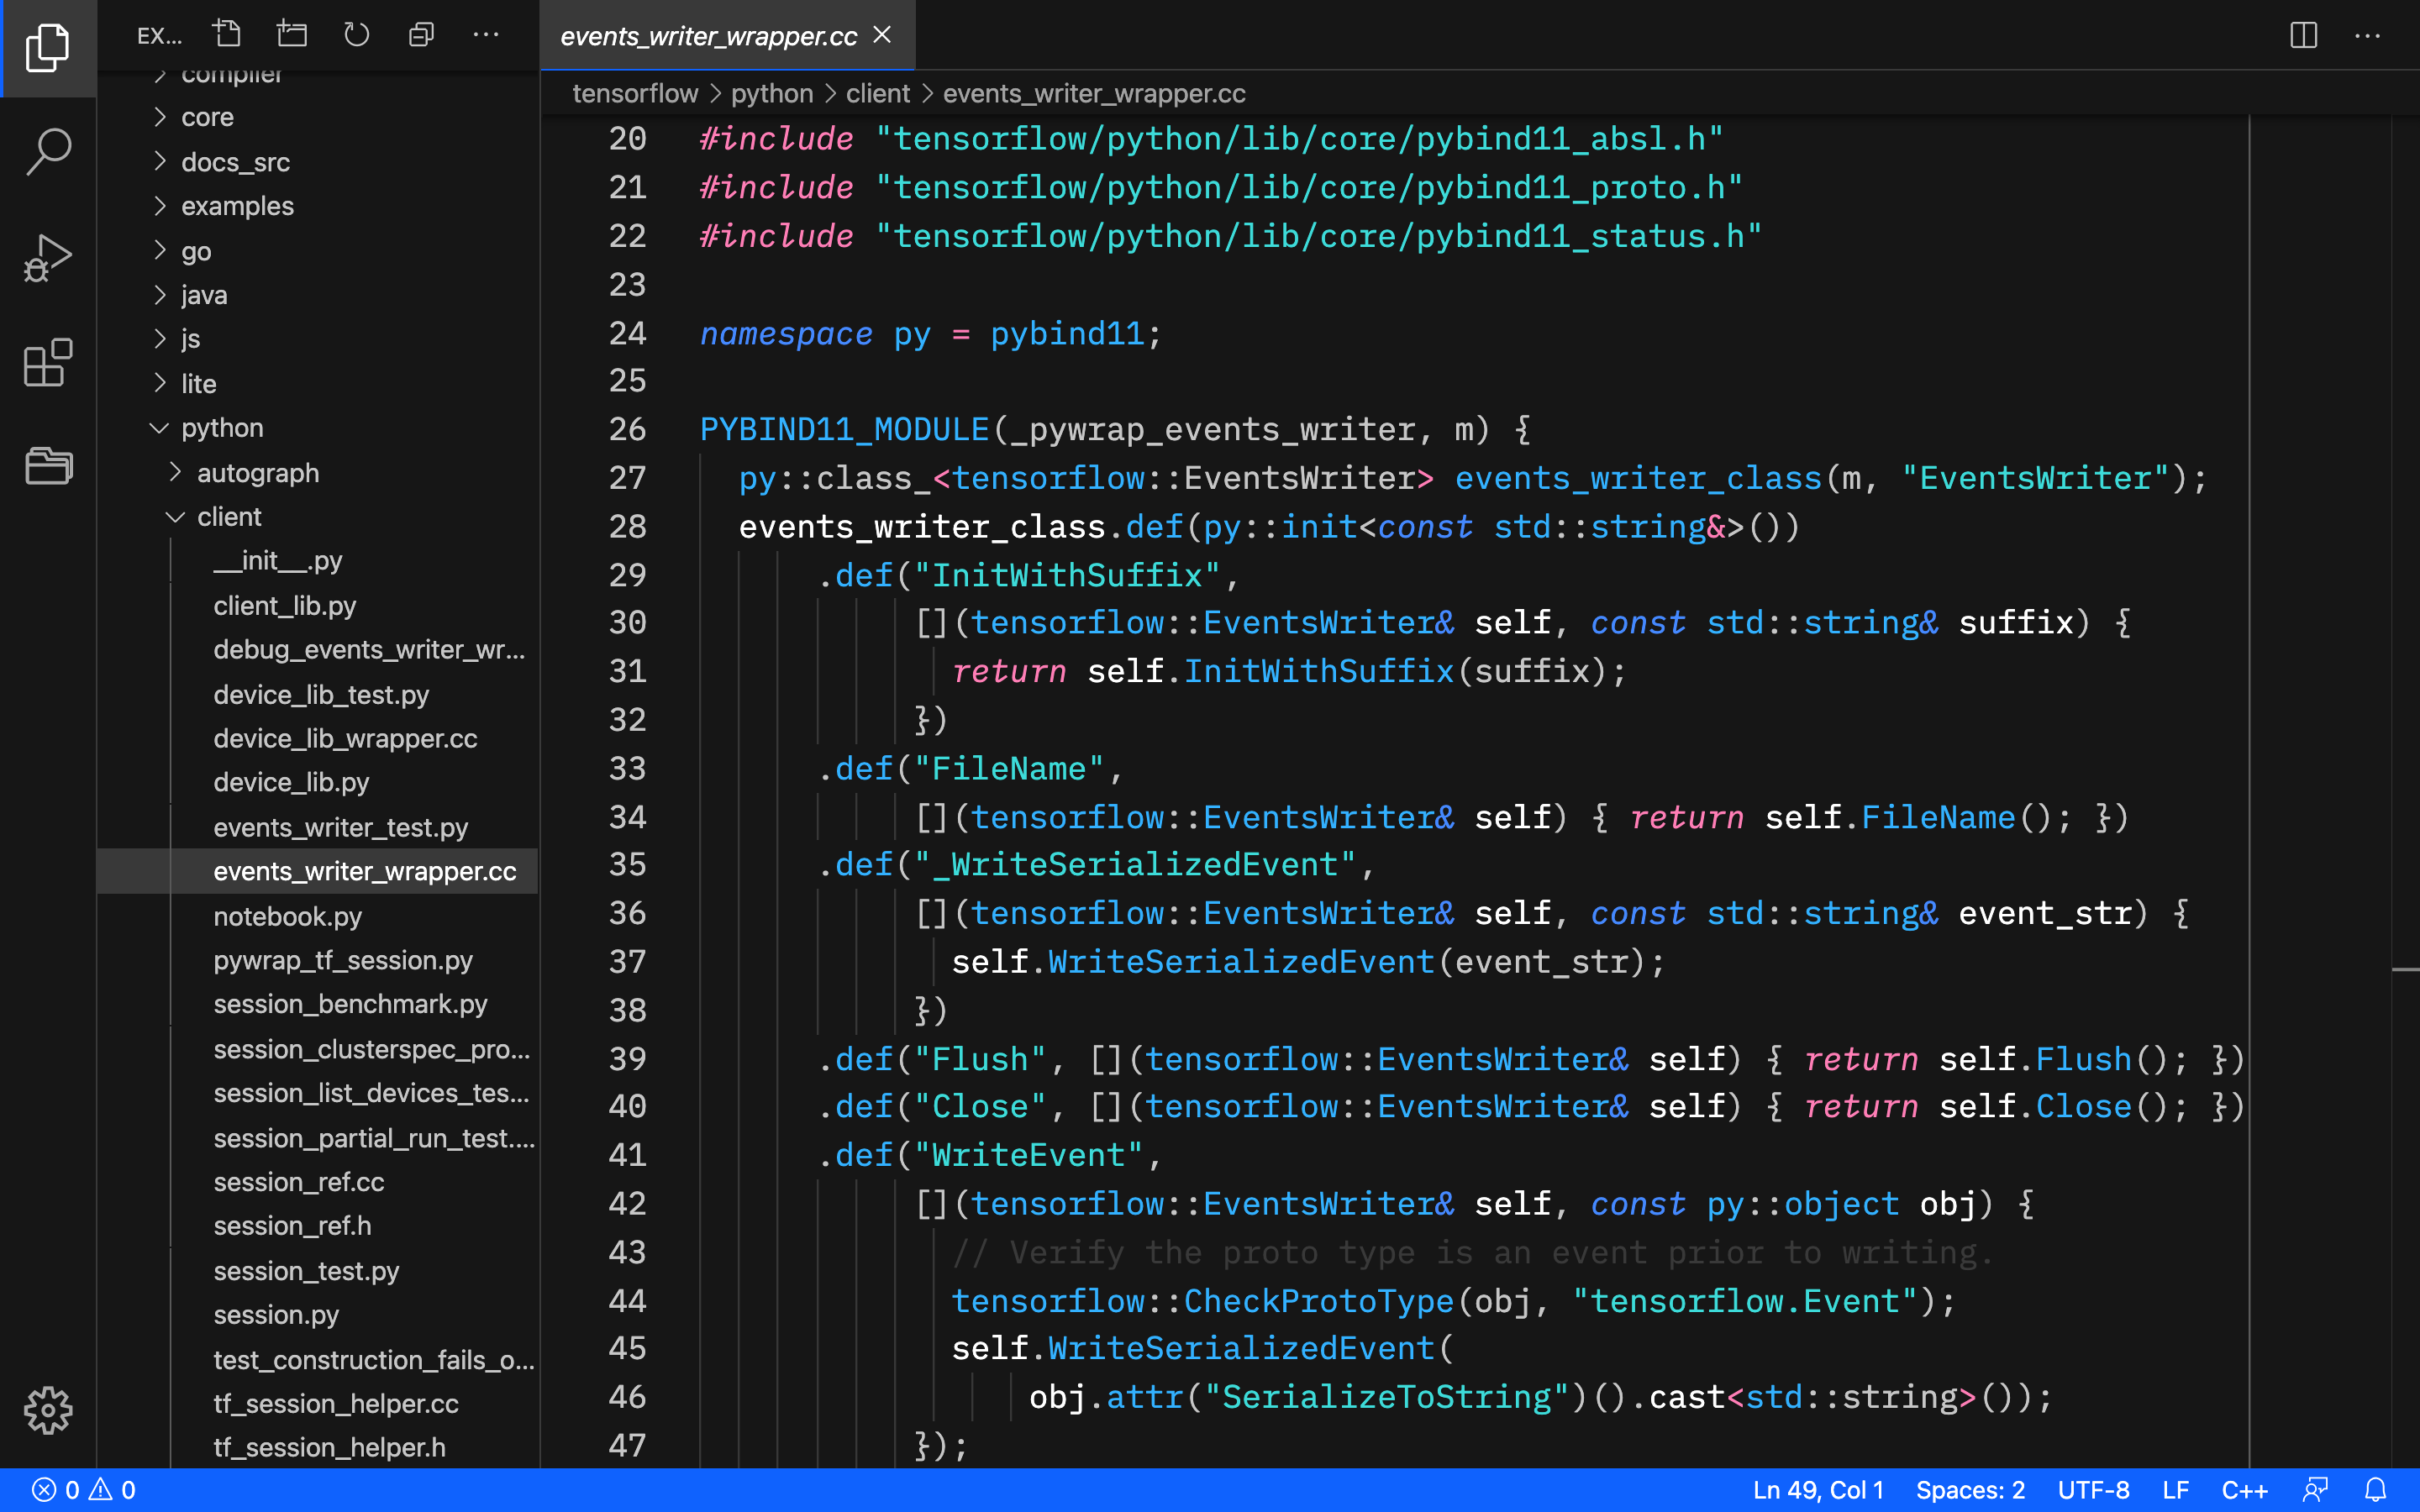 EX...
compiler
core
docs_src
examples
go
java
js
lite
python
autograph
client
__init__.py
client_lib.py
debug_events_writer_wr...
device_lib_test.py
device_lib_wrapper.cc
device_lib.py
events_writer_test.py
events_writer_wrapper.cc
notebook.py
pywrap_tf_session.py
session_benchmark.py
session_clusterspec_pro...
session_list_devices_tes...
session_partial_run_test....
session_ref.cc
session_ref.h
session_test.py
session.py
test_construction_fails_o...
tf_session_helper.cc
tf_session_helper.h
events_writer_wrapper.cc
tensorflow > python > client > events_writer_wrapper.cc
20 #include "tensorflow/python/lib/core/pybind11_absl.h"
21 #include "tensorflow/python/lib/core/pybind11_proto.h"
22 #include "tensorflow/python/lib/core/pybind11_status.h"
23
24 namespace py = pybind11;
25
26 PYBIND11_MODULE(_pywrap_events_writer, m) {
27   py::class_<tensorflow::EventsWriter> events_writer_class(m, "EventsWriter");
28   events_writer_class.def(py::init<const std::string&>())
29       .def("InitWithSuffix",
30            [](tensorflow::EventsWriter& self, const std::string& suffix) {
31              return self.InitWithSuffix(suffix);
32            })
33       .def("FileName",
34            [](tensorflow::EventsWriter& self) { return self.FileName(); })
35       .def("_WriteSerializedEvent",
36            [](tensorflow::EventsWriter& self, const std::string& event_str) {
37              self.WriteSerializedEvent(event_str);
38            })
39       .def("Flush", [](tensorflow::EventsWriter& self) { return self.Flush(); })
40       .def("Close", [](tensorflow::EventsWriter& self) { return self.Close(); })
41       .def("WriteEvent",
42            [](tensorflow::EventsWriter& self, const py::object obj) {
43              // Verify the proto type is an event prior to writing.
44              tensorflow::CheckProtoType(obj, "tensorflow.Event");
45              self.WriteSerializedEvent(
46                  obj.attr("SerializeToString")().cast<std::string>());
47            });
0 0
Ln 49, Col 1 Spaces: 2 UTF-8 LF C++